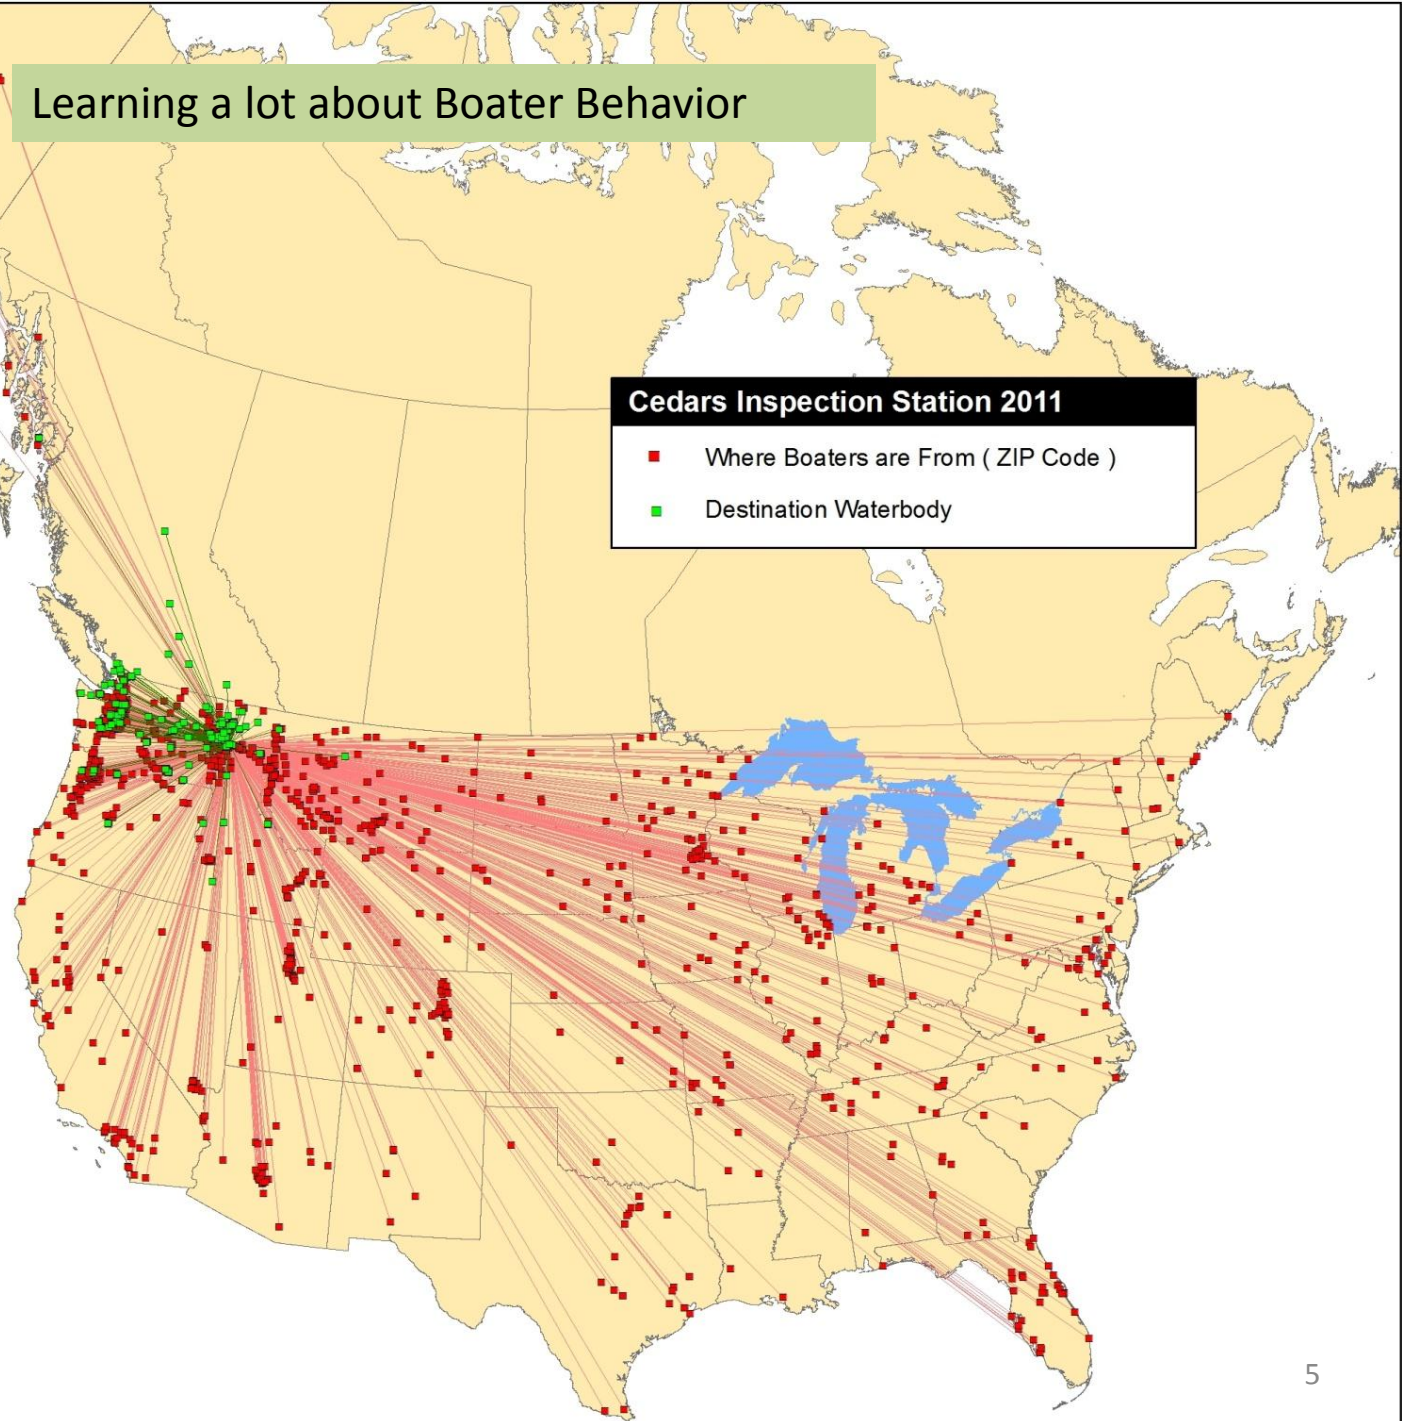 Learning a lot about Boater Behavior
Cedars Inspection Station 2011
Where Boaters are From ( ZIP Code )
Destination Waterbody
5